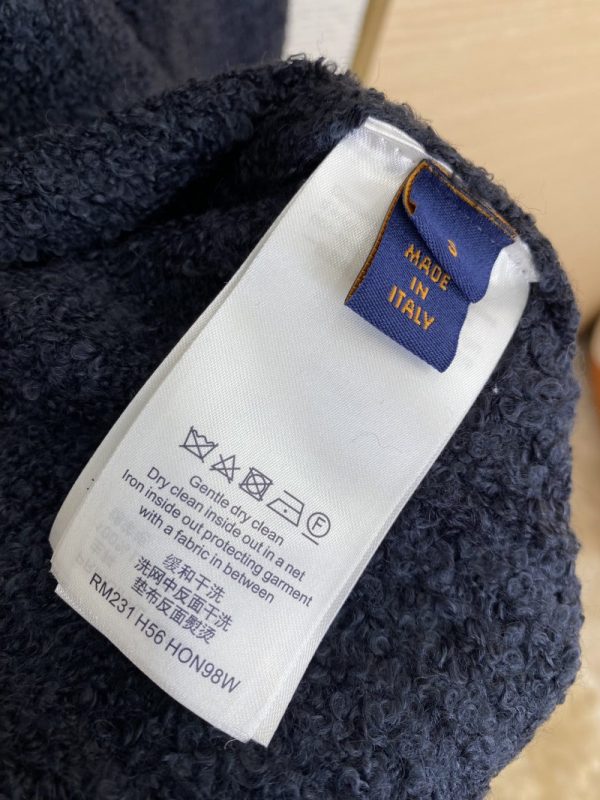 MADE
IN
ITALY
F
Gentle dry clean
Dry clean inside out in a net
Iron inside out protecting garment
with a fabric in between
缓和干洗
洗网中反面干洗
垫布反面熨烫
RM231 H56 HON98W